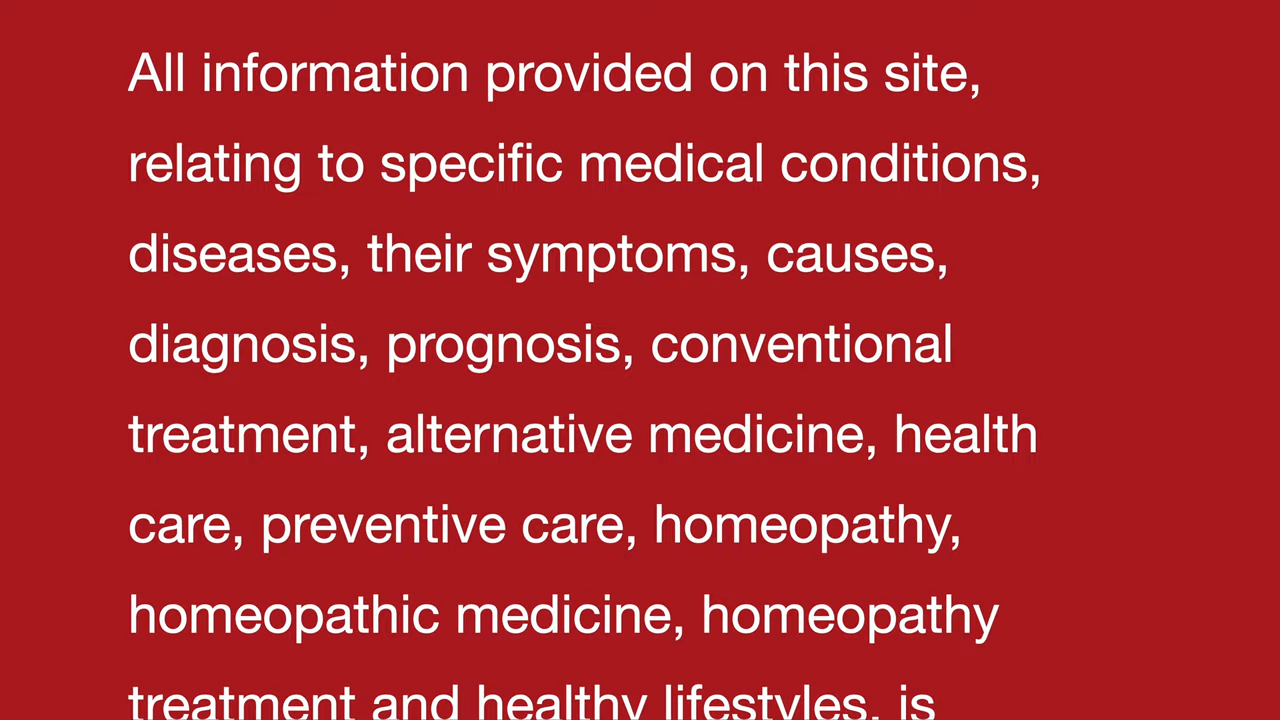 All information provided on this site,
relating to specific medical conditions,
diseases, their symptoms, causes,
diagnosis, prognosis, conventional
treatment, alternative medicine, health
care, preventive care, homeopathy,
homeopathic medicine, homeopathy
treatment and healthy lifestyles, is